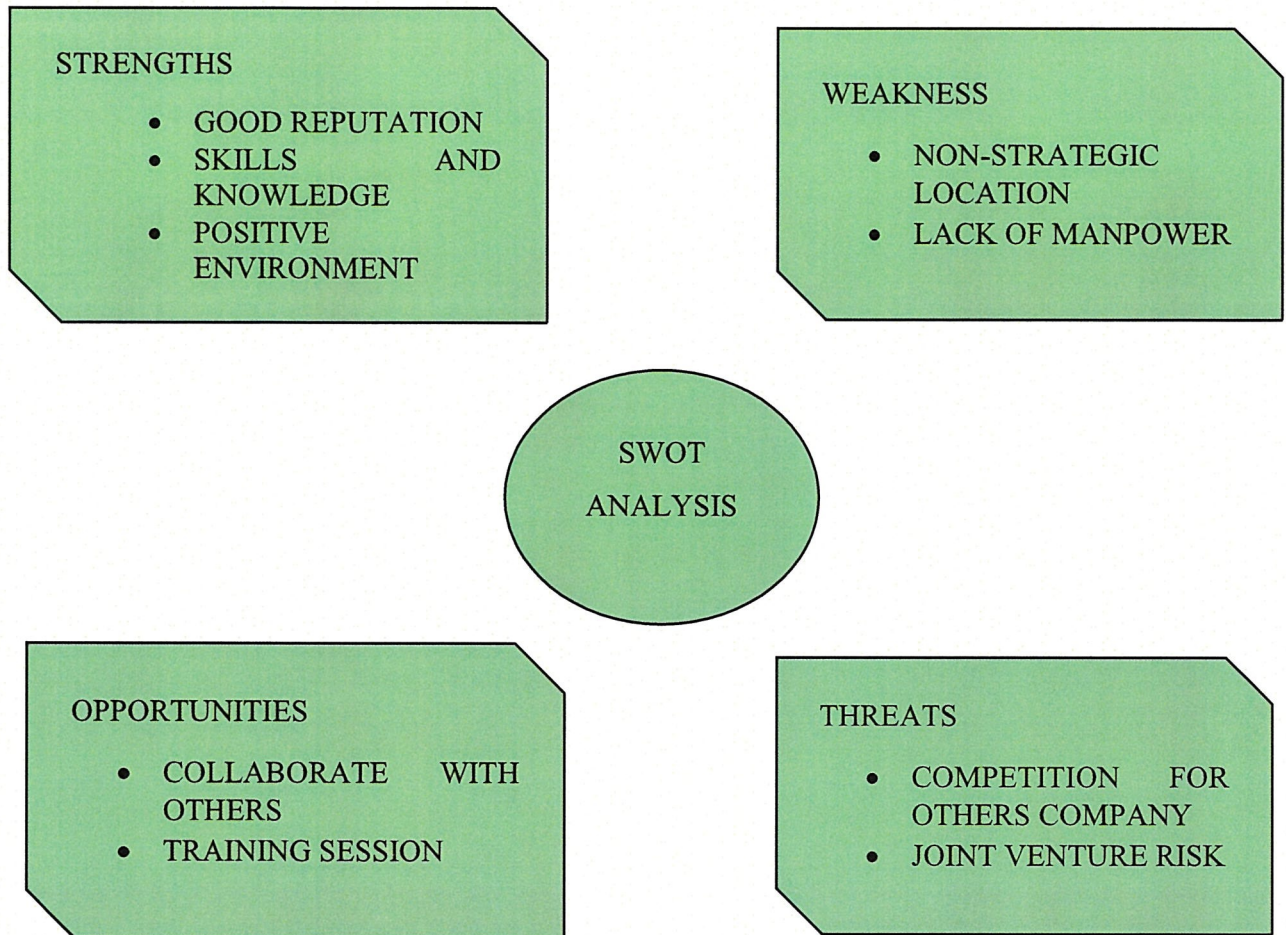 STRENGTHS
• GOOD REPUTATION
• SKILLS AND
KNOWLEDGE
• POSITIVE
ENVIRONMENT
WEAKNESS
• NON-STRATEGIC
LOCATION
• LACK OF MANPOWER
SWOT
ANALYSIS
OPPORTUNITIES
• COLLABORATE WITH
OTHERS
• TRAINING SESSION
THREATS
• COMPETITION FOR
OTHERS COMPANY
• JOINT VENTURE RISK